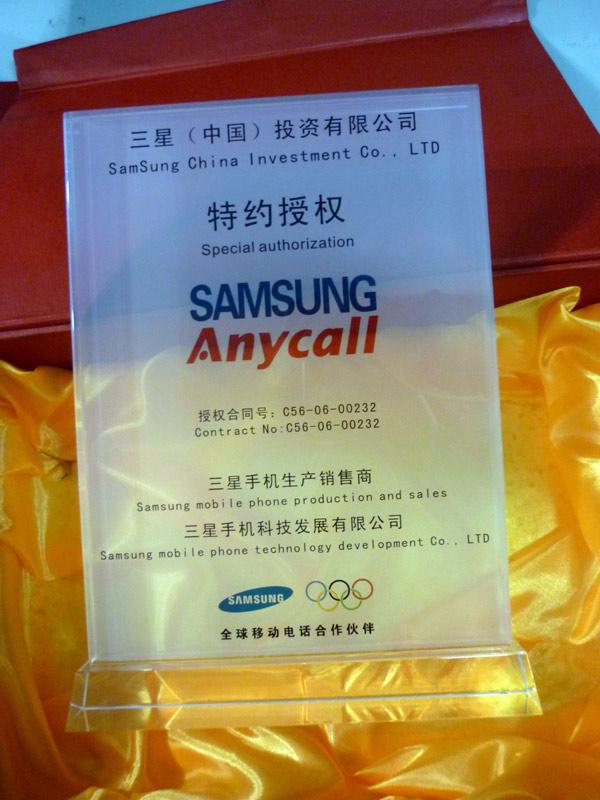 三星（中国）投资有限公司
SamSung China Investment Co., LTD
特约授权
Special authorization
SAMSUNG
Anycall
授权合同号：C56-06-00232
Contract No:C56-06-00232
三星手机生产销售商
Samsung mobile phone production and sales
三星手机科技发展有限公司
Samsung mobile phone technology development Co., LTD
SAMSUNG
全球移动电话合作伙伴